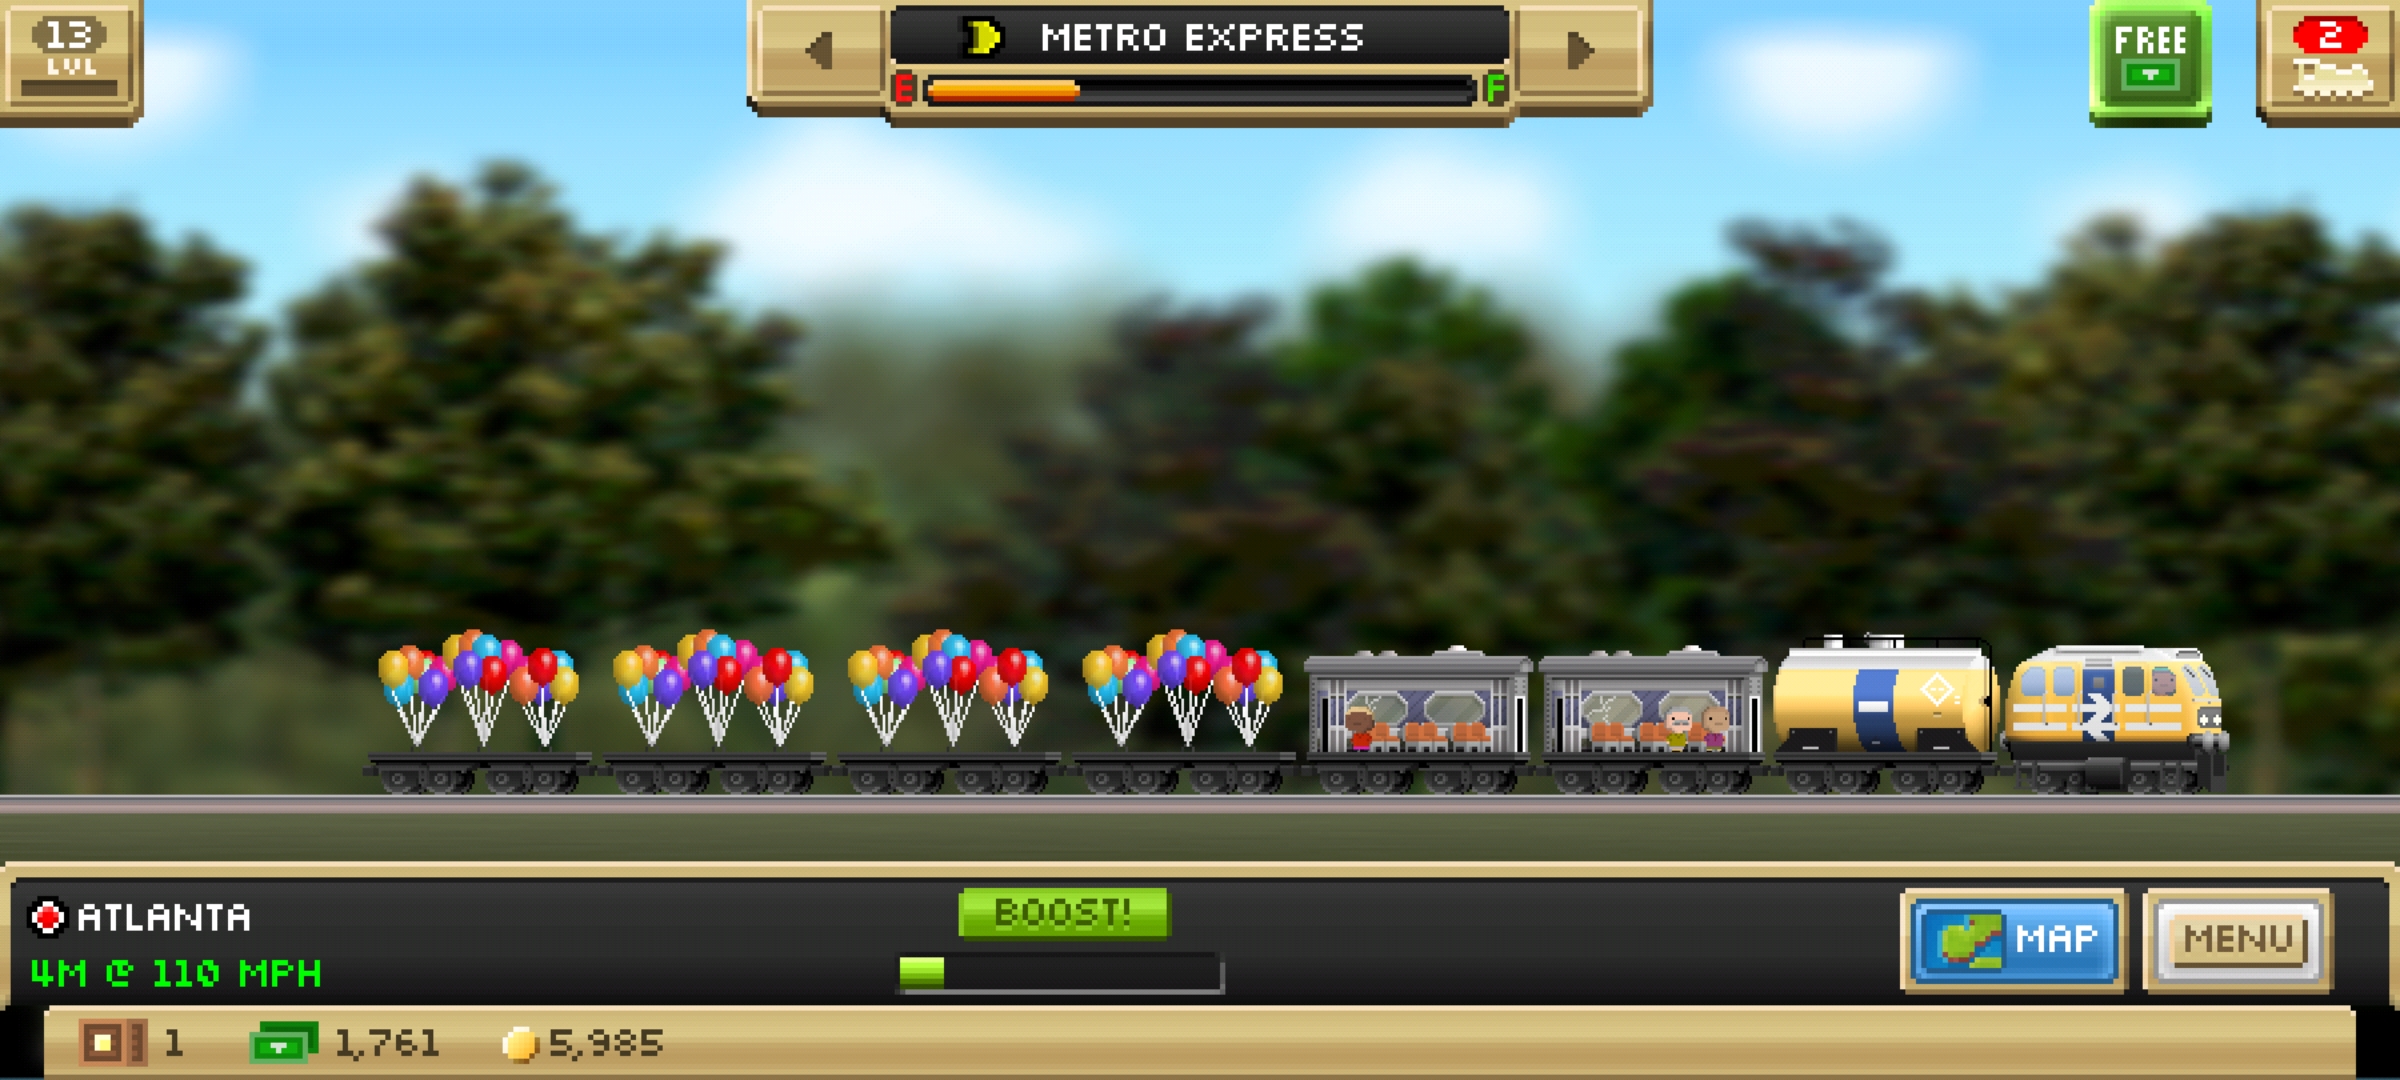 13
LVL
METRO EXPRESS
E F
FREE
2
ATLANTA
4M @ 110 MPH
BOOST!
MAP
MENU
1 1,761 5,985